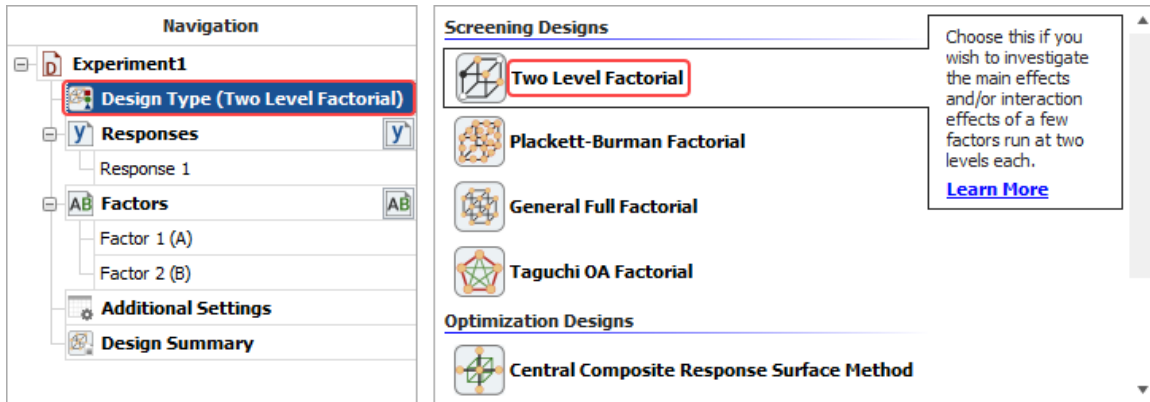 Navigation
Experiment1
Design Type (Two Level Factorial)
Responses
Response 1
Factors
Factor 1 (A)
Factor 2 (B)
Additional Settings
Design Summary
Screening Designs
Two Level Factorial
Plackett-Burman Factorial
General Full Factorial
Taguchi OA Factorial
Optimization Designs
Central Composite Response Surface Method
Choose this if you
wish to investigate
the main effects
and/or interaction
effects of a few
factors run at two
levels each.
Learn More